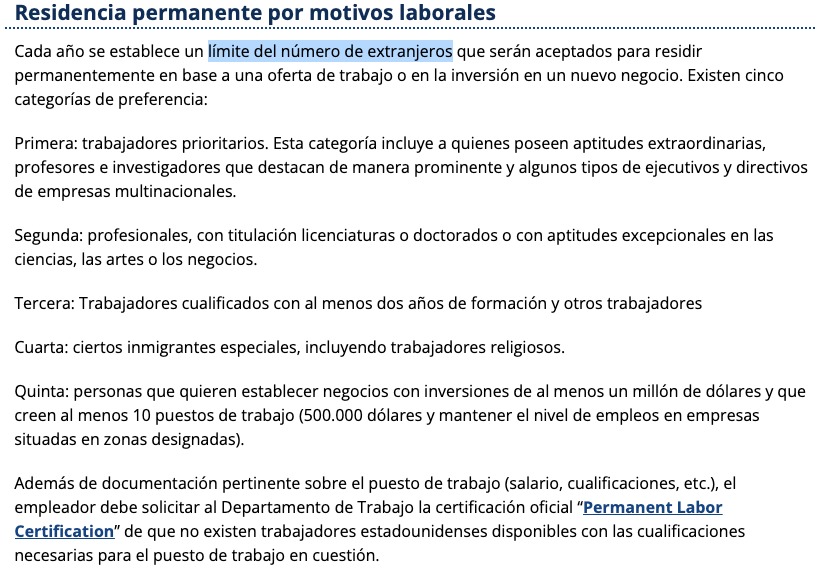 Residencia permanente por motivos laborales
Cada año se establece un límite del número de extranjeros que serán aceptados para residir
permanentemente en base a una oferta de trabajo o en la inversión en un nuevo negocio. Existen cinco
categorías de preferencia:
Primera: trabajadores prioritarios. Esta categoría incluye a quienes poseen aptitudes extraordinarias,
profesores e investigadores que destacan de manera prominente y algunos tipos de ejecutivos y directivos
de empresas multinacionales.
Segunda: profesionales, con titulación licenciaturas o doctorados o con aptitudes excepcionales en las
ciencias, las artes o los negocios.
Tercera: Trabajadores cualificados con al menos dos años de formación y otros trabajadores
Cuarta: ciertos inmigrantes especiales, incluyendo trabajadores religiosos.
Quinta: personas que quieren establecer negocios con inversiones de al menos un millón de dólares y que
creen al menos 10 puestos de trabajo (500.000 dólares y mantener el nivel de empleos en empresas
situadas en zonas designadas).
Además de documentación pertinente sobre el puesto de trabajo (salario, cualificaciones, etc.), el
empleador debe solicitar al Departamento de Trabajo la certificación oficial “Permanent Labor
Certification” de que no existen trabajadores estadounidenses disponibles con las cualificaciones
necesarias para el puesto de trabajo en cuestión.